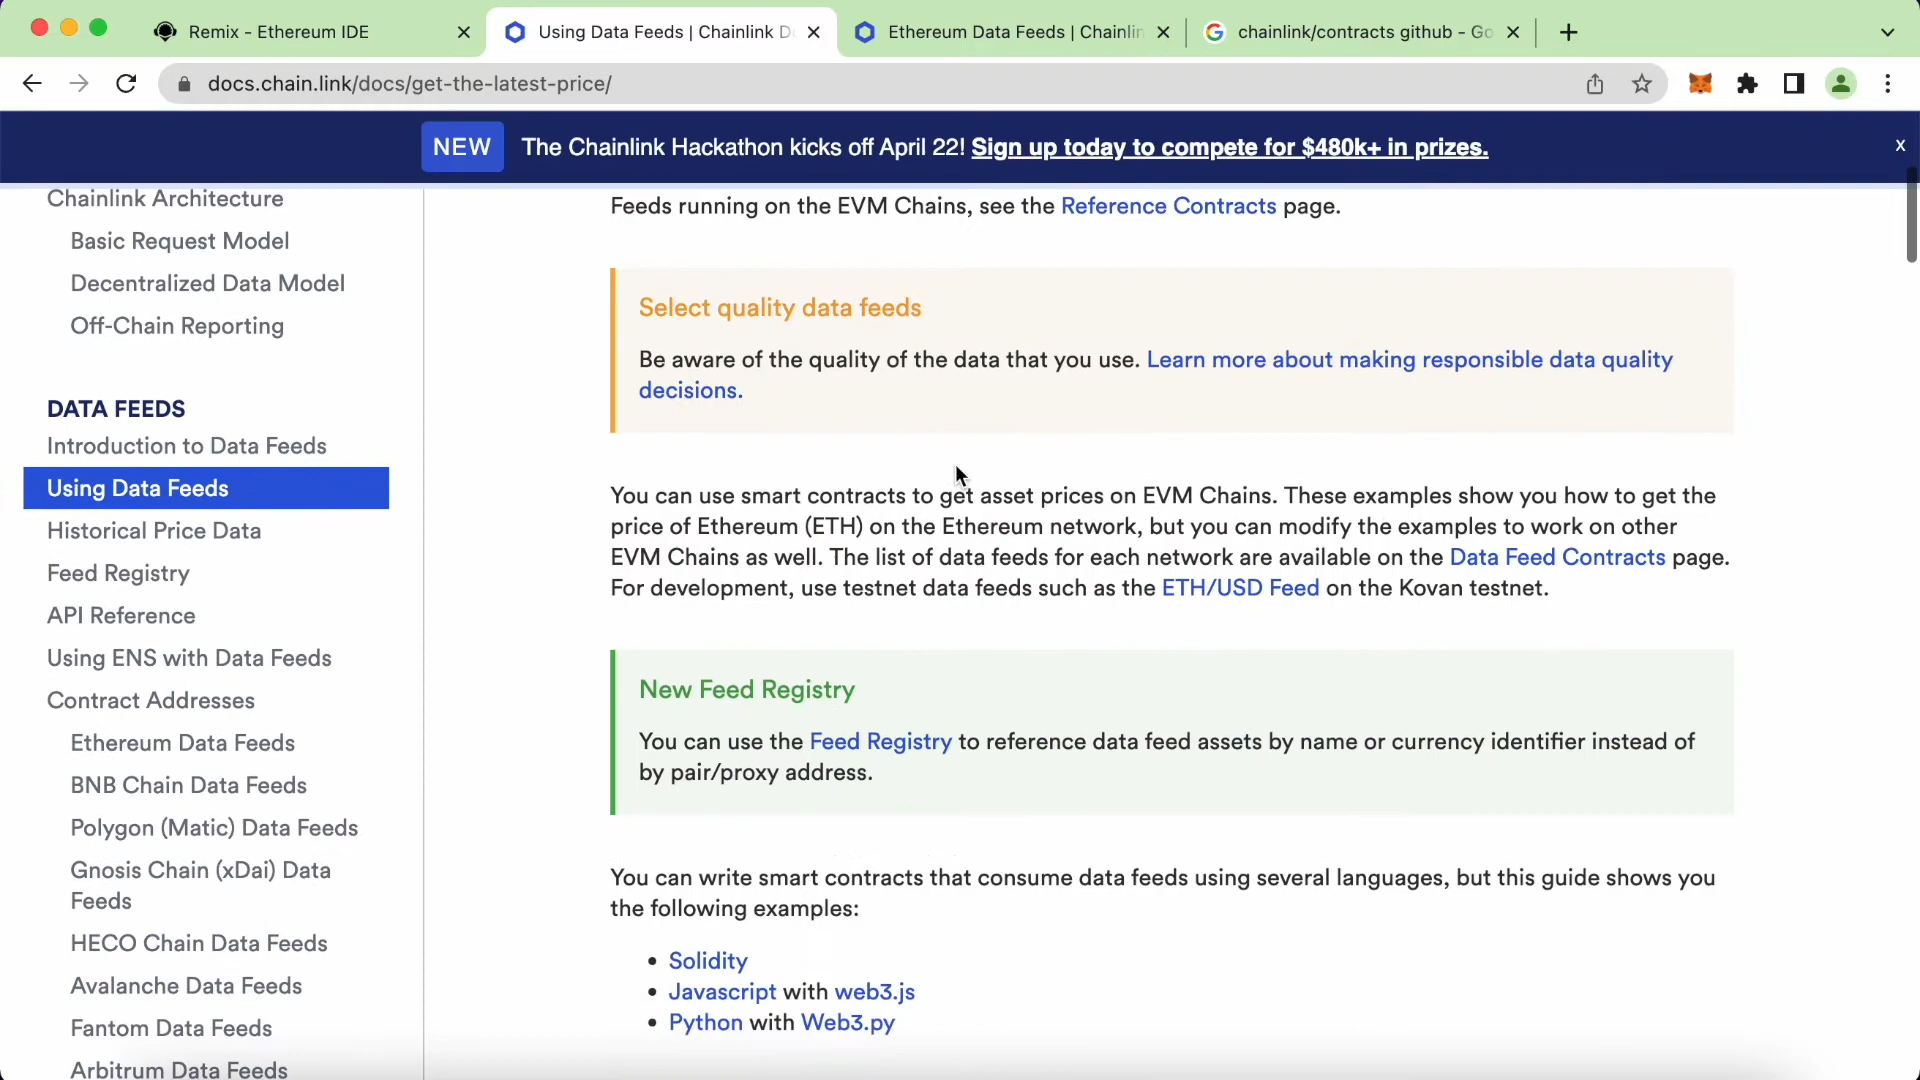 Remix - Ethereum IDE
Using Data Feeds | Chainlink D
Ethereum Data Feeds | Chainlin
chainlink/contracts github - Go
docs.chain.link/docs/get-the-latest-price/
NEW The Chainlink Hackathon kicks off April 22! Sign up today to compete for $480k+ in prizes. x
Chainlink Architecture
Basic Request Model
Decentralized Data Model
Off-Chain Reporting
DATA FEEDS
Introduction to Data Feeds
Using Data Feeds
Historical Price Data
Feed Registry
API Reference
Using ENS with Data Feeds
Contract Addresses
Ethereum Data Feeds
BNB Chain Data Feeds
Polygon (Matic) Data Feeds
Gnosis Chain (xDai) Data
Feeds
HECO Chain Data Feeds
Avalanche Data Feeds
Fantom Data Feeds
Arbitrum Data Feeds
Feeds running on the EVM Chains, see the Reference Contracts page.
Select quality data feeds
Be aware of the quality of the data that you use. Learn more about making responsible data quality
decisions.
You can use smart contracts to get asset prices on EVM Chains. These examples show you how to get the
price of Ethereum (ETH) on the Ethereum network, but you can modify the examples to work on other
EVM Chains as well. The list of data feeds for each network are available on the Data Feed Contracts page.
For development, use testnet data feeds such as the ETH/USD Feed on the Kovan testnet.
New Feed Registry
You can use the Feed Registry to reference data feed assets by name or currency identifier instead of
by pair/proxy address.
You can write smart contracts that consume data feeds using several languages, but this guide shows you
the following examples:
• Solidity
• Javascript with web3.js
• Python with Web3.py